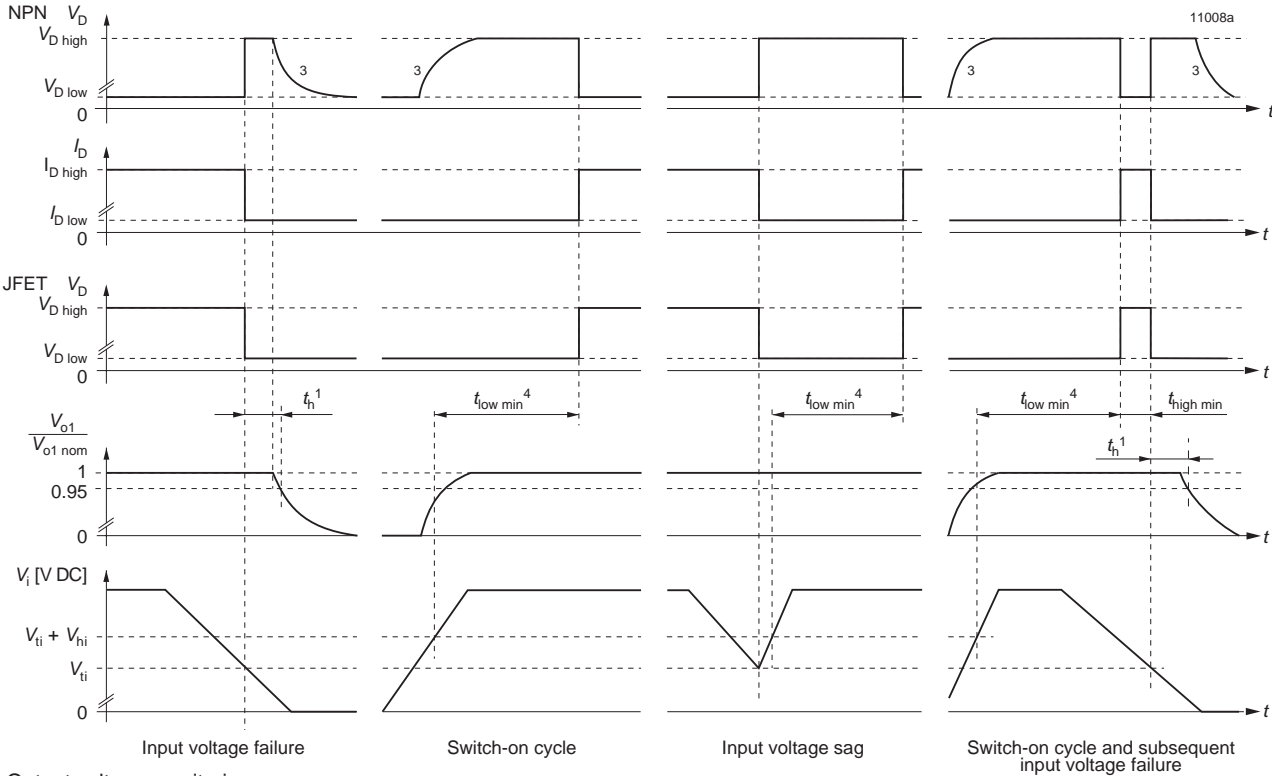 NPN V_D
11008a
V_D high
3
3
3
3
V_D low
0
t
I_D
I_D high
I_D low
0
t
JFET V_D
V_D high
V_D low
0
t
t_h^1
t_low min^4
t_low min^4
t_low min^4
t_high min
V_o1
V_o1 nom
t_h^1
1
0.95
0
t
V_i [V DC]
V_ti + V_hi
V_ti
0
t
Input voltage failure
Switch-on cycle
Input voltage sag
Switch-on cycle and subsequent
input voltage failure